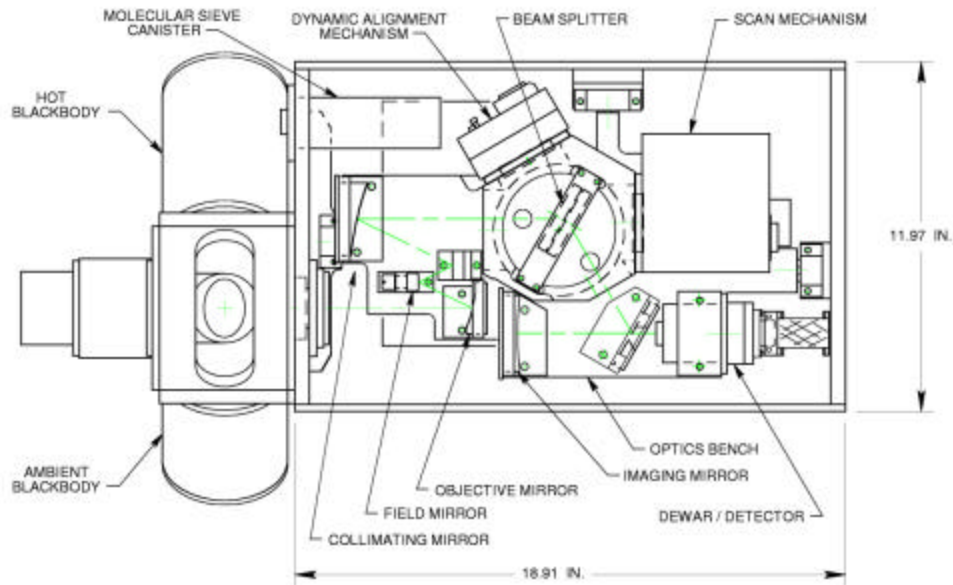 MOLECULAR SIEVE
CANISTER
DYNAMIC ALIGNMENT
MECHANISM
BEAM SPLITTER
SCAN MECHANISM
HOT
BLACKBODY
11.97 IN.
AMBIENT
BLACKBODY
OPTICS BENCH
IMAGING MIRROR
OBJECTIVE MIRROR
FIELD MIRROR
DEWAR / DETECTOR
COLLIMATING MIRROR
18.91 IN.